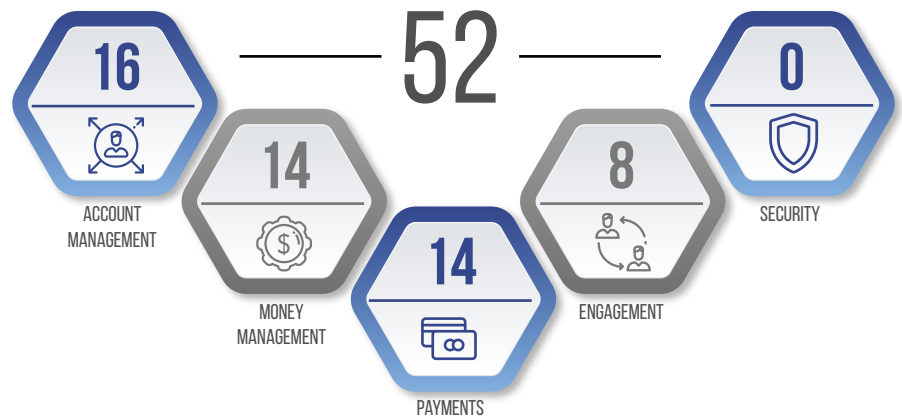 52
16
ACCOUNT
MANAGEMENT
14
$
MONEY
MANAGEMENT
14
PAYMENTS
8
ENGAGEMENT
0
SECURITY